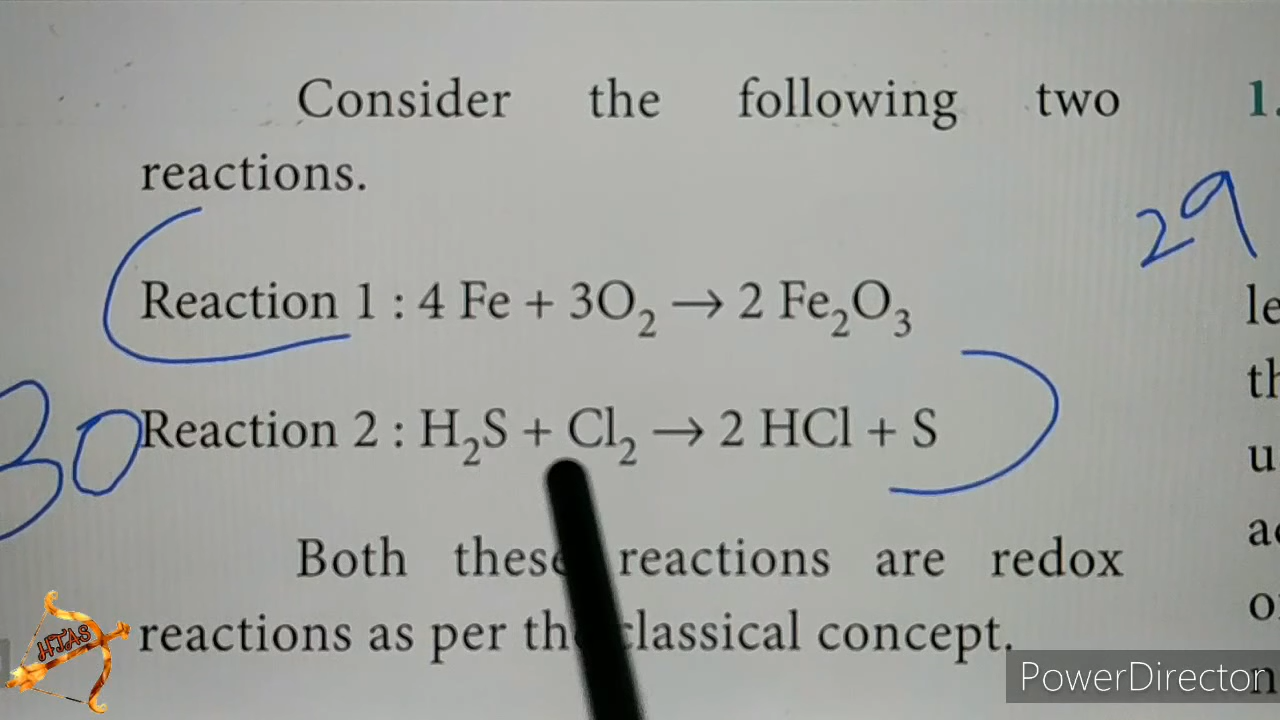 Consider the following two
reactions.
Reaction 1 : 4 Fe + 3O₂ → 2 Fe₂O₃
Reaction 2 : H₂S + Cl₂ → 2 HCl + S
Both these reactions are redox
reactions as per the classical concept.
1.
29
30
le
th
u
HTAS
PowerDirector